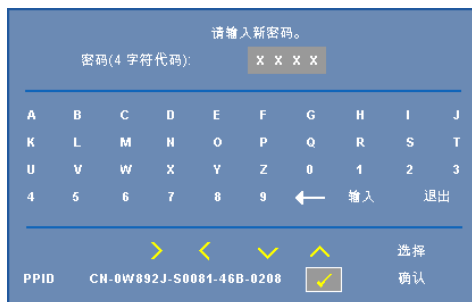 请输入新密码。
密码(4 字符代码): X X X X
A B C D E F G H I J
K L M N O P Q R S T
U V W X Y Z 0 1 2 3
4 5 6 7 8 9 ← 输入 退出
选择
PPID CN-0W892J-S0081-46B-0208 确认